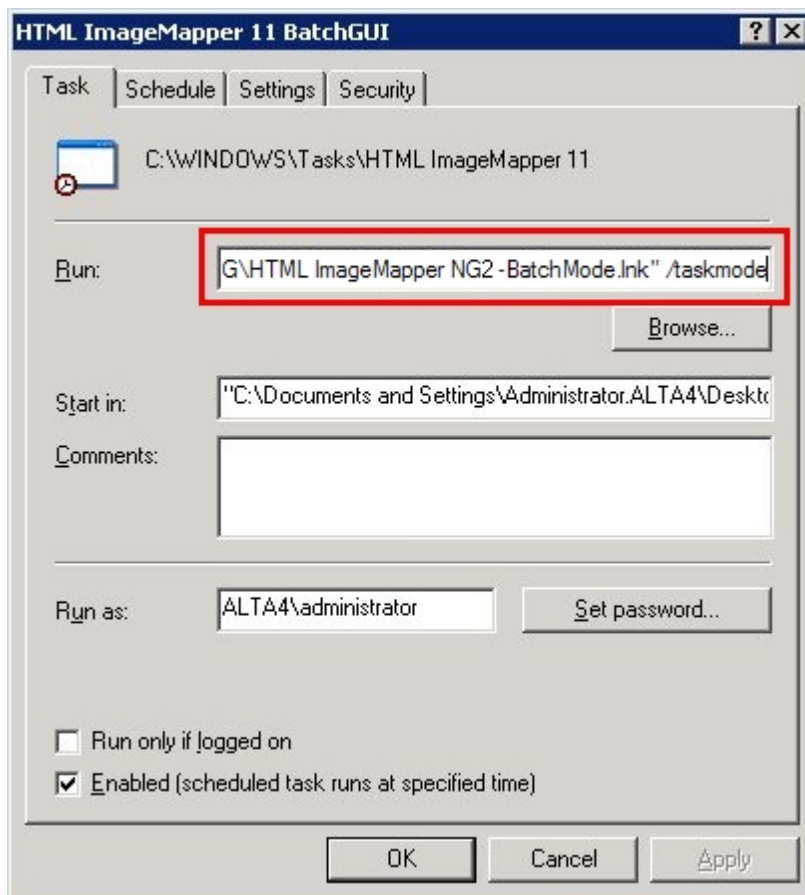 HTML ImageMapper 11 BatchGUI
Task Schedule Settings Security
C:\WINDOWS\Tasks\HTML ImageMapper 11
Run: G\HTML ImageMapper NG2 -BatchMode.lnk" /taskmode
Browse...
Start in: "C:\Documents and Settings\Administrator.ALTA4\Deskto
Comments:
Run as: ALTA4\administrator Set password...
Run only if logged on
Enabled (scheduled task runs at specified time)
OK Cancel Apply